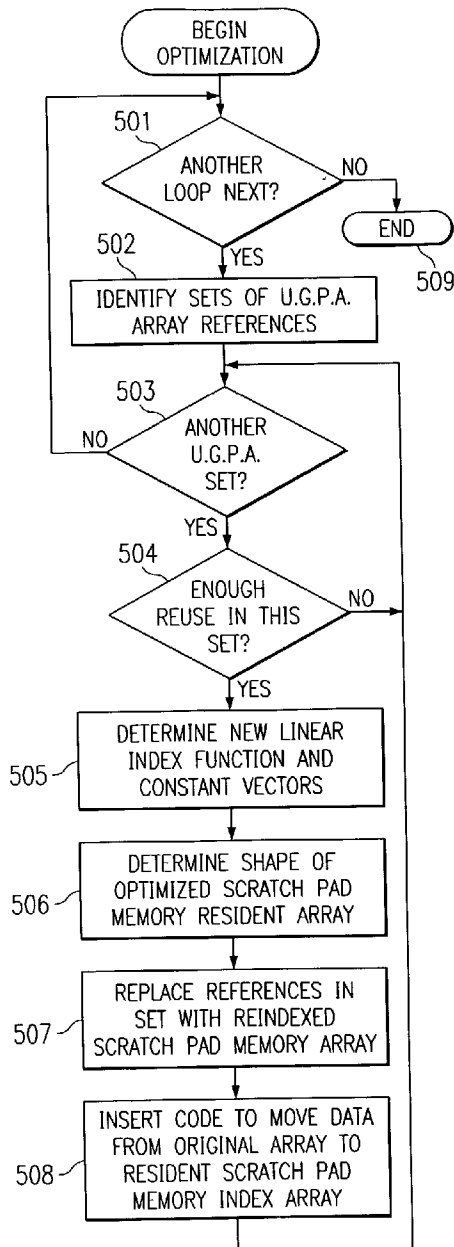 BEGIN
OPTIMIZATION
501
ANOTHER
LOOP NEXT?
NO
END
509
YES
502
IDENTIFY SETS OF U.G.P.A.
ARRAY REFERENCES
503
NO
ANOTHER
U.G.P.A.
SET?
YES
504
ENOUGH
REUSE IN THIS
SET?
NO
YES
DETERMINE NEW LINEAR
INDEX FUNCTION AND
CONSTANT VECTORS
505
DETERMINE SHAPE OF
OPTIMIZED SCRATCH PAD
MEMORY RESIDENT ARRAY
506
REPLACE REFERENCES IN
SET WITH REINDEXED
SCRATCH PAD MEMORY ARRAY
507
INSERT CODE TO MOVE DATA
FROM ORIGINAL ARRAY TO
RESIDENT SCRATCH PAD
MEMORY INDEX ARRAY
508